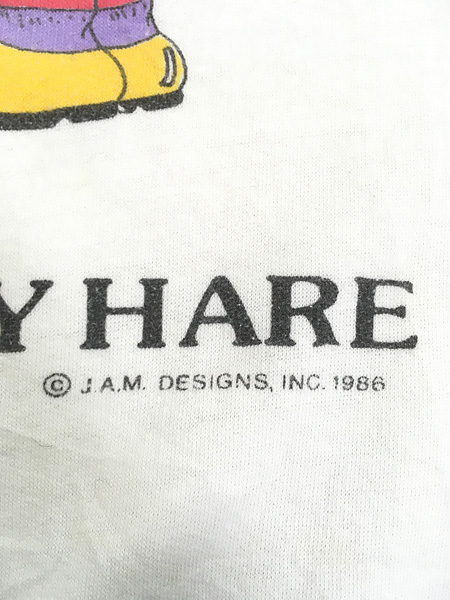 Y HARE
© J.A.M. DESIGNS, INC. 1986